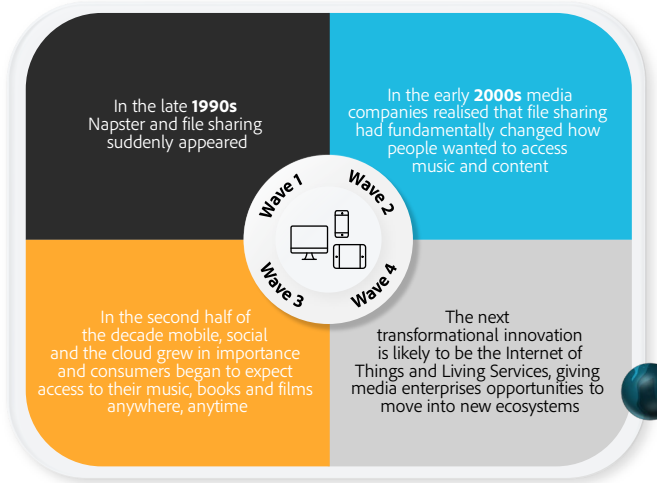 In the late 1990s
Napster and file sharing
suddenly appeared
In the early 2000s media
companies realised that file sharing
had fundamentally changed how
people wanted to access
music and content
Wave 1
Wave 2
Wave 3
Wave 4
In the second half of
the decade mobile, social
and the cloud grew in importance
and consumers began to expect
access to their music, books and films
anywhere, anytime
The next
transformational innovation
is likely to be the Internet of
Things and Living Services, giving
media enterprises opportunities to
move into new ecosystems